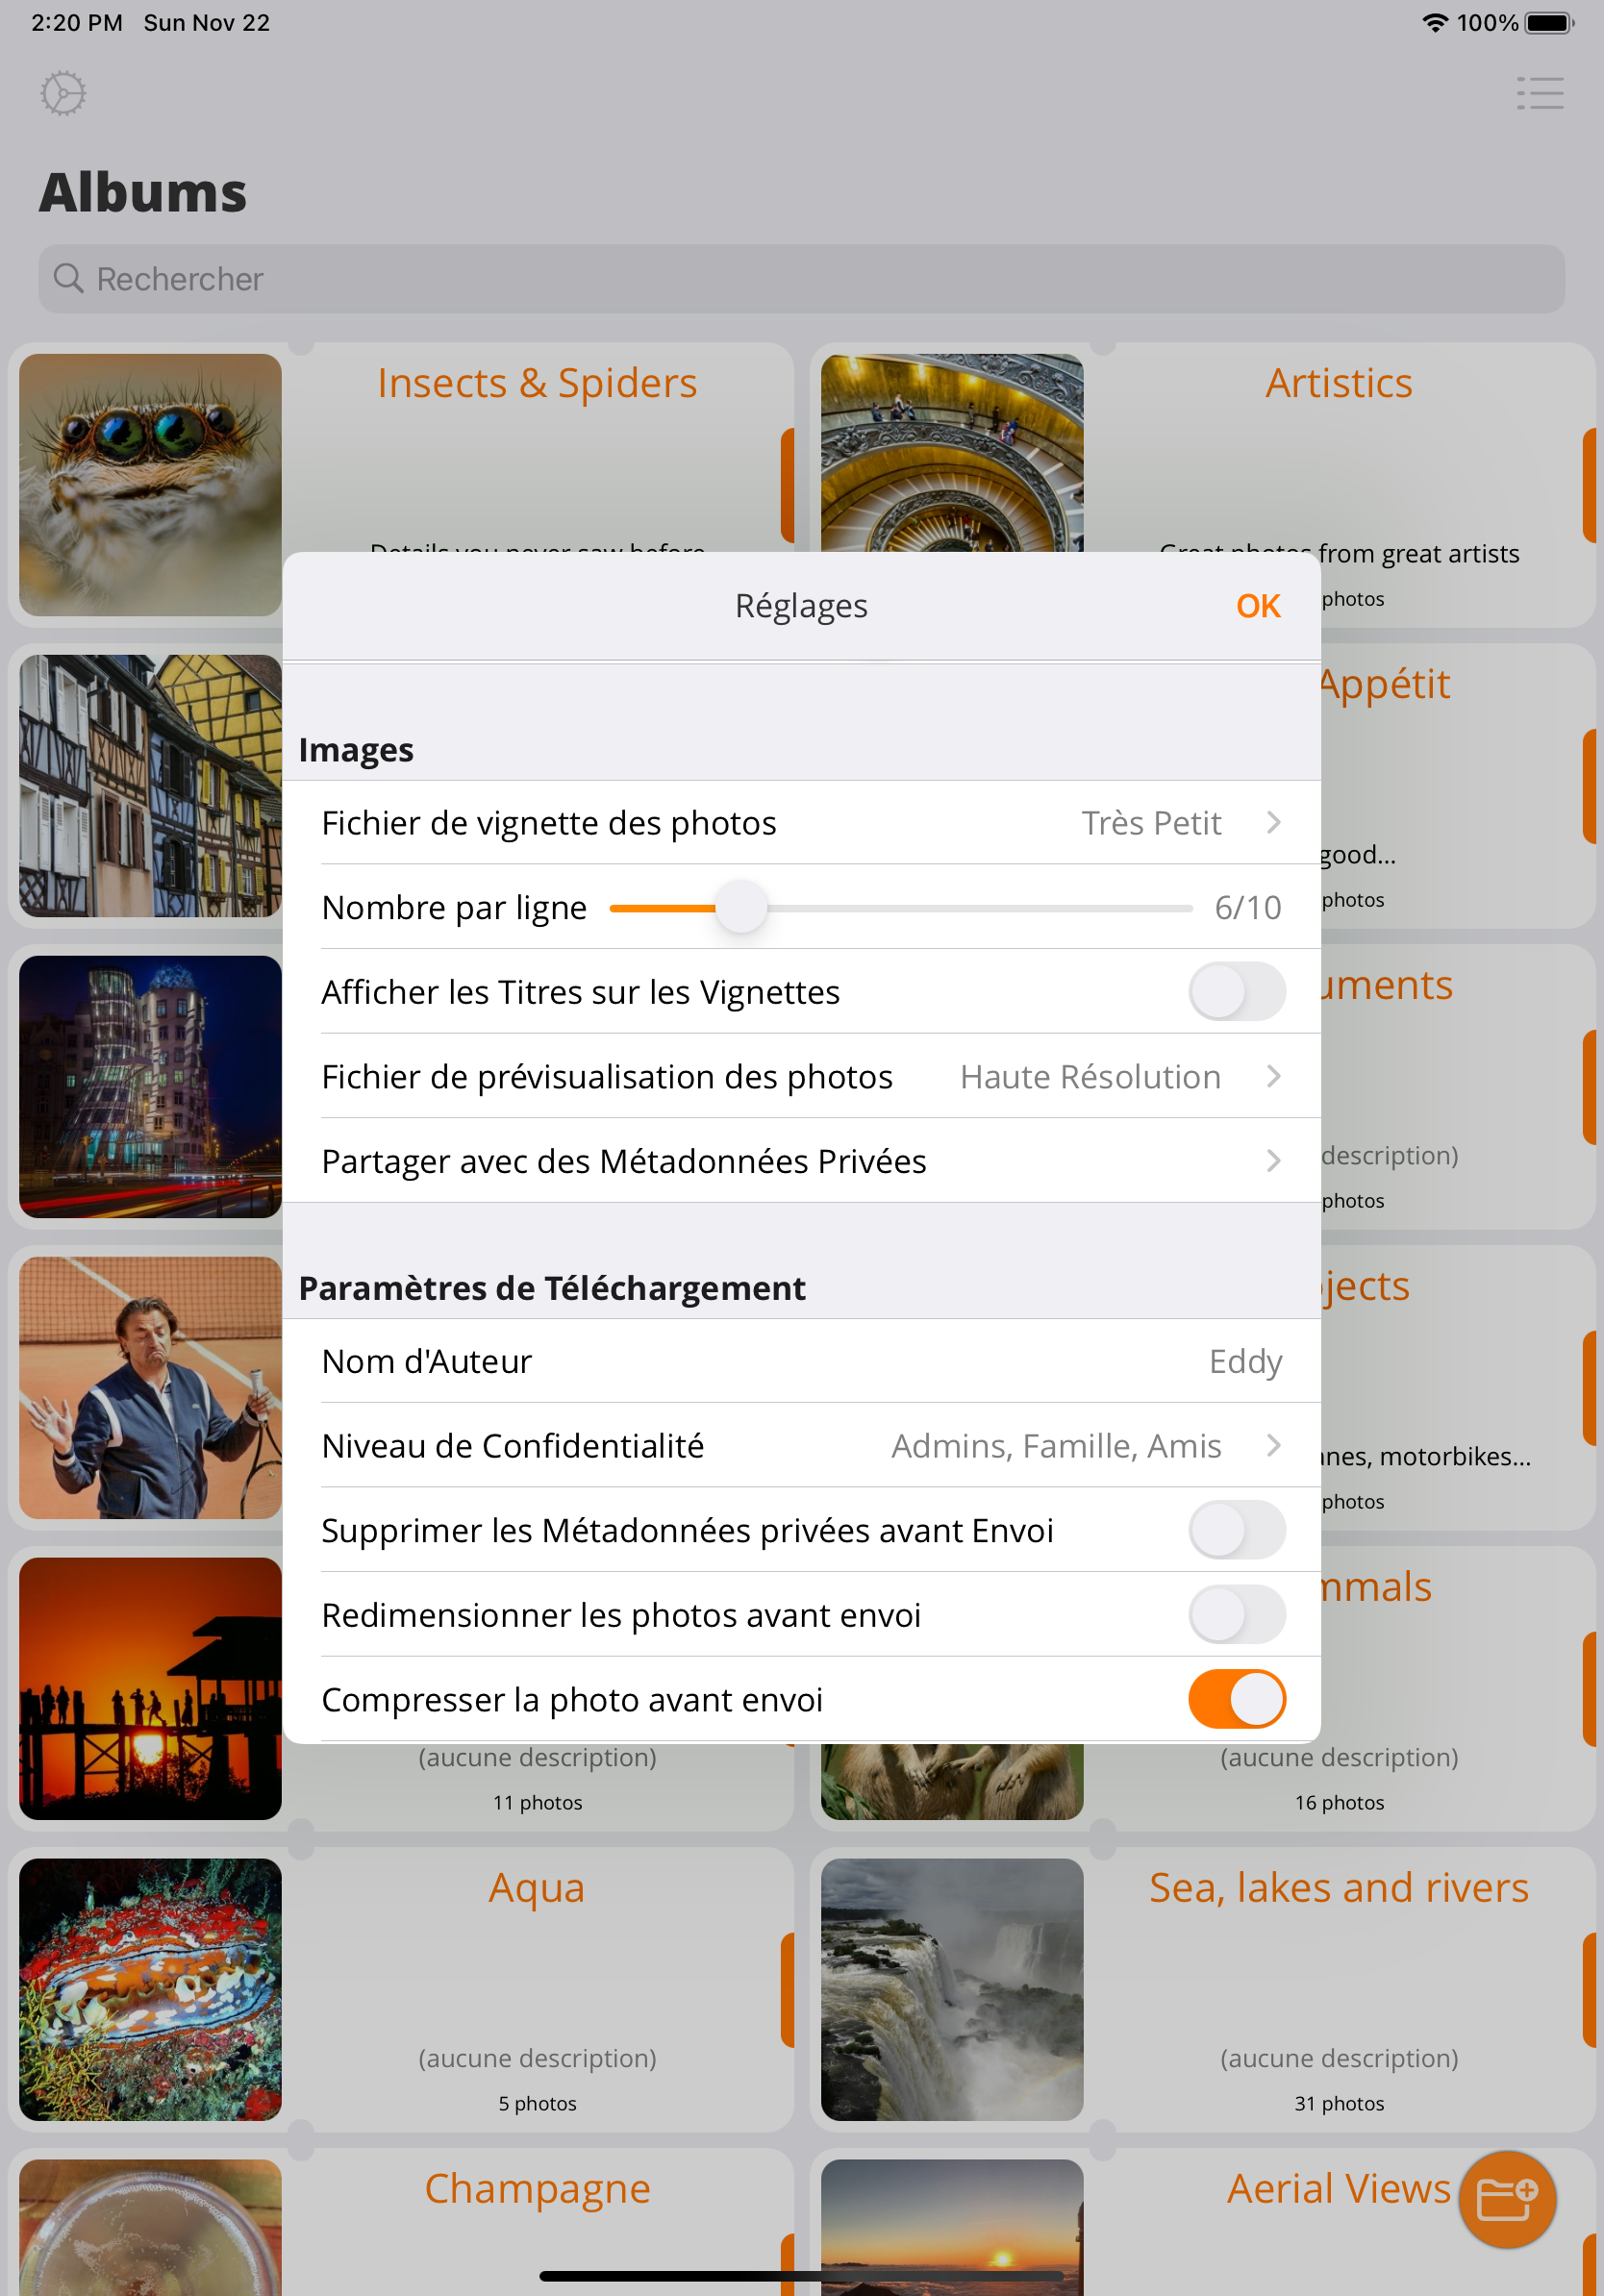 2:20 PM Sun Nov 22 100%
Albums
Rechercher
Insects & Spiders
Artistics
Details you never saw before
Great photos from great artists
photos
Réglages OK
Appétit
good...
photos
Images
Fichier de vignette des photos Très Petit
Nombre par ligne 6/10
Afficher les Titres sur les Vignettes
Fichier de prévisualisation des photos Haute Résolution
Partager avec des Métadonnées Privées
description)
photos
Paramètres de Téléchargement
Nom d'Auteur Eddy
Niveau de Confidentialité Admins, Famille, Amis
Supprimer les Métadonnées privées avant Envoi
Redimensionner les photos avant envoi
Compresser la photo avant envoi
motorbikes...
photos
(aucune description)
11 photos
(aucune description)
16 photos
Aqua
(aucune description)
5 photos
Sea, lakes and rivers
(aucune description)
31 photos
Champagne
Aerial Views